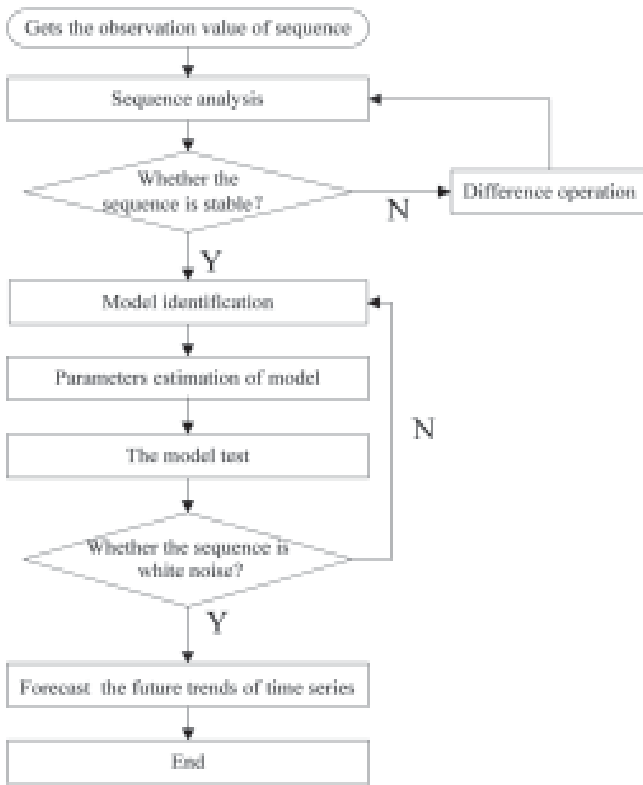 Gets the observation value of sequence
Sequence analysis
Whether the
sequence is stable?
N
Difference operation
Y
Model identification
Parameters estimation of model
N
The model test
Whether the sequence is
white noise?
Y
Forecast the future trends of time series
End